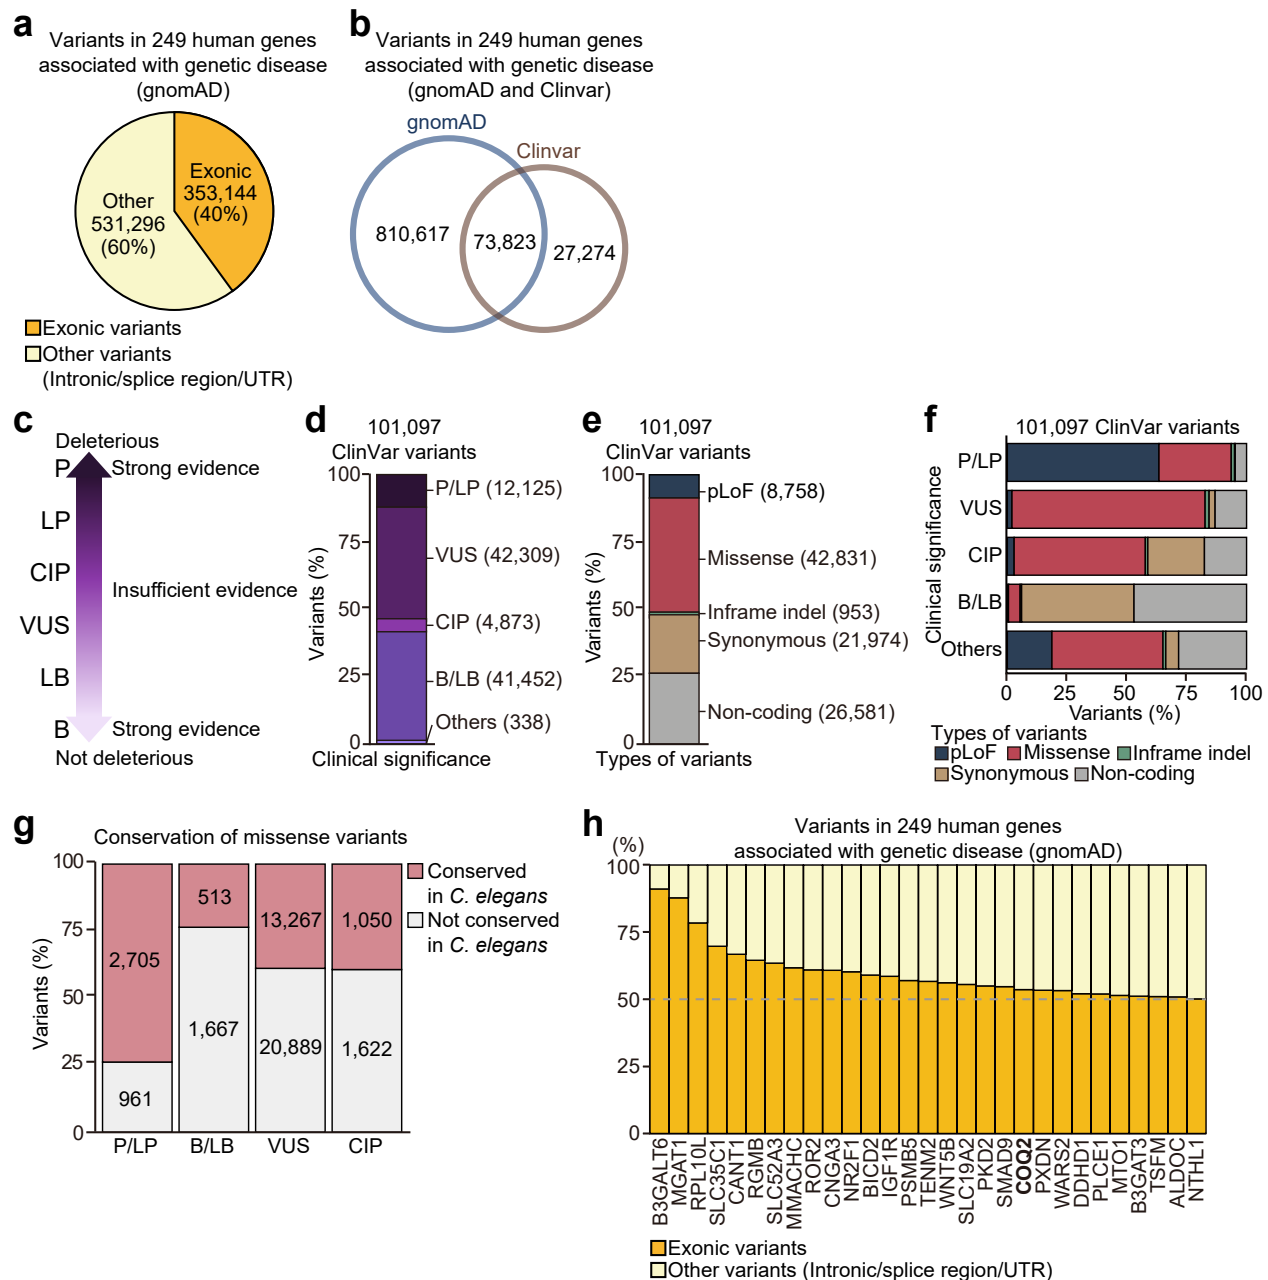 a
Variants in 249 human genes
associated with genetic disease
(gnomAD)
Exonic
353,144
(40%)
Other
531,296
(60%)
Exonic variants
Other variants
(Intronic/splice region/UTR)
b
Variants in 249 human genes
associated with genetic disease
(gnomAD and Clinvar)
gnomAD
Clinvar
810,617
73,823
27,274
c
Deleterious
P
Strong evidence
LP
CIP
Insufficient evidence
VUS
LB
B
Strong evidence
Not deleterious
d
101,097
ClinVar variants
Variants (%)
100
75
50
25
0
P/LP (12,125)
VUS (42,309)
CIP (4,873)
B/LB (41,452)
Others (338)
Clinical significance
e
101,097
ClinVar variants
Variants (%)
100
75
50
25
0
pLoF (8,758)
Missense (42,831)
Inframe indel (953)
Synonymous (21,974)
Non-coding (26,581)
Types of variants
f
101,097 ClinVar variants
Clinical significance
P/LP
VUS
CIP
B/LB
Others
0 25 50 75 100
Variants (%)
Types of variants
pLoF Missense Inframe indel
Synonymous Non-coding
g
Conservation of missense variants
Variants (%)
100
75
50
25
0
2,705
961
513
1,667
13,267
20,889
1,050
1,622
P/LP B/LB VUS CIP
Conserved
in C. elegans
Not conserved
in C. elegans
h
Variants in 249 human genes
associated with genetic disease (gnomAD)
(%)
100
75
50
25
0
B3GALT6
MGAT1
RPL10L
SLC35C1
CANT1
RGMB
SLC52A3
MMACHC
ROR2
CNGA3
NR2F1
BICD2
IGF1R
PSMB5
TENM2
WNT5B
SLC19A2
PKD2
SMAD9
COQ2
PXDN
WARS2
DDHD1
PLCE1
MTO1
B3GAT3
TSFM
ALDOC
NTHL1
Exonic variants
Other variants (Intronic/splice region/UTR)